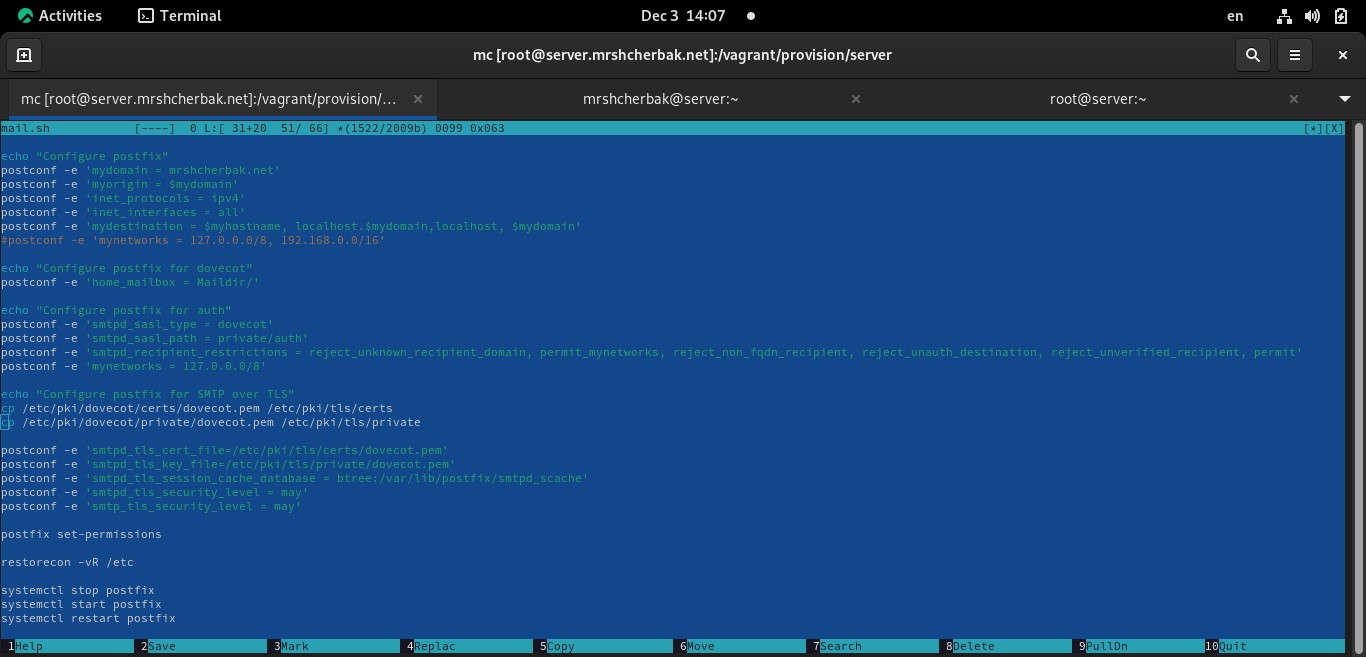 Activities Terminal Dec 3 14:07 en
mc [root@server.mrshcherbak.net]:/vagrant/provision/server
mc [root@server.mrshcherbak.net]:/vagrant/provision/... mrshcherbak@server:~ root@server:~
mail.sh [----] 0 L:[ 31+20 51/ 66] *(1522/2009b) 0099 0x063 [*][X]
echo "Configure postfix"
postconf -e 'mydomain = mrshcherbak.net'
postconf -e 'myorigin = $mydomain'
postconf -e 'inet_protocols = ipv4'
postconf -e 'inet_interfaces = all'
postconf -e 'mydestination = $myhostname, localhost.$mydomain,localhost, $mydomain'
#postconf -e 'mynetworks = 127.0.0.0/8, 192.168.0.0/16'
echo "Configure postfix for dovecot"
postconf -e 'home_mailbox = Maildir/'
echo "Configure postfix for auth"
postconf -e 'smtpd_sasl_type = dovecot'
postconf -e 'smtpd_sasl_path = private/auth'
postconf -e 'smtpd_recipient_restrictions = reject_unknown_recipient_domain, permit_mynetworks, reject_non_fqdn_recipient, reject_unauth_destination, reject_unverified_recipient, permit'
postconf -e 'mynetworks = 127.0.0.0/8'
echo "Configure postfix for SMTP over TLS"
cp /etc/pki/dovecot/certs/dovecot.pem /etc/pki/tls/certs
cp /etc/pki/dovecot/private/dovecot.pem /etc/pki/tls/private
postconf -e 'smtpd_tls_cert_file=/etc/pki/tls/certs/dovecot.pem'
postconf -e 'smtpd_tls_key_file=/etc/pki/tls/private/dovecot.pem'
postconf -e 'smtpd_tls_session_cache_database = btree:/var/lib/postfix/smtpd_scache'
postconf -e 'smtpd_tls_security_level = may'
postconf -e 'smtp_tls_security_level = may'
postfix set-permissions
restorecon -vR /etc
systemctl stop postfix
systemctl start postfix
systemctl restart postfix
1Help 2Save 3Mark 4Replac 5Copy 6Move 7Search 8Delete 9PullDn 10Quit